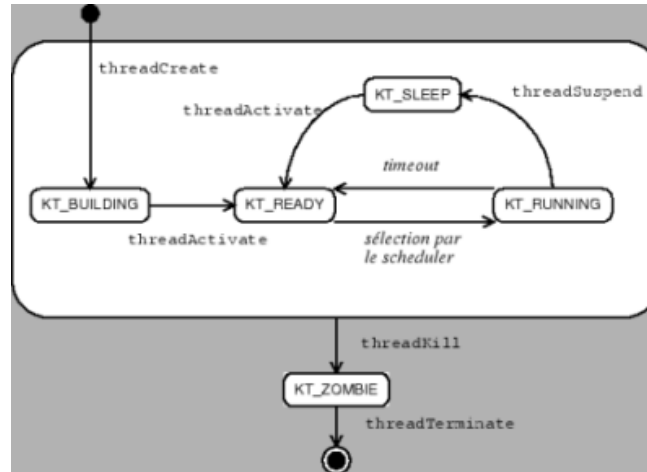 threadCreate
KT_SLEEP
threadSuspend
threadActivate
timeout
KT_BUILDING
KT_READY
KT_RUNNING
threadActivate
sélection par
le scheduler
threadKill
KT_ZOMBIE
threadTerminate